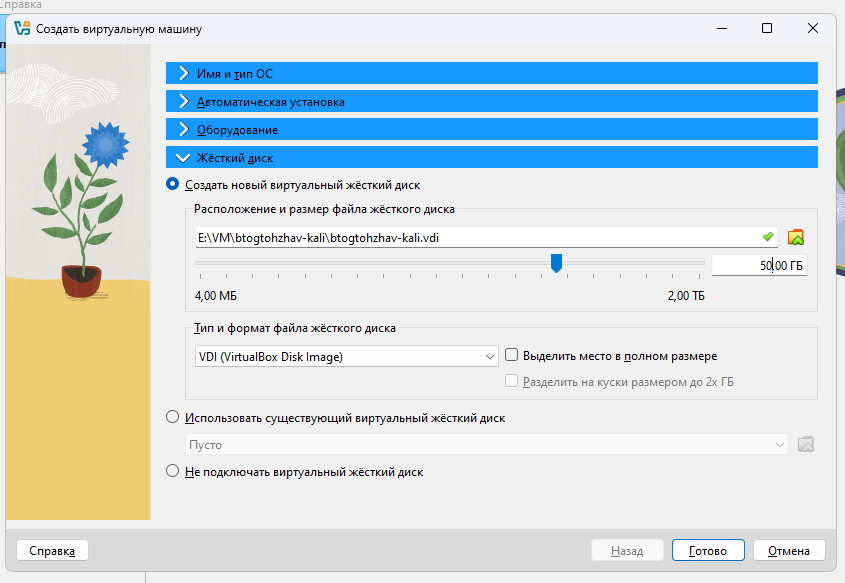 Справка
Создать виртуальную машину
Имя и тип ОС
Автоматическая установка
Оборудование
Жёсткий диск
Создать новый виртуальный жёсткий диск
Расположение и размер файла жёсткого диска
E:\VM\btogtohzhav-kali\btogtohzhav-kali.vdi
50,00 ГБ
4,00 МБ 2,00 ТБ
Тип и формат файла жёсткого диска
VDI (VirtualBox Disk Image) Выделить место в полном размере
Разделить на куски размером до 2х ГБ
Использовать существующий виртуальный жёсткий диск
Пусто
Не подключать виртуальный жёсткий диск
Справка Назад Готово Отмена